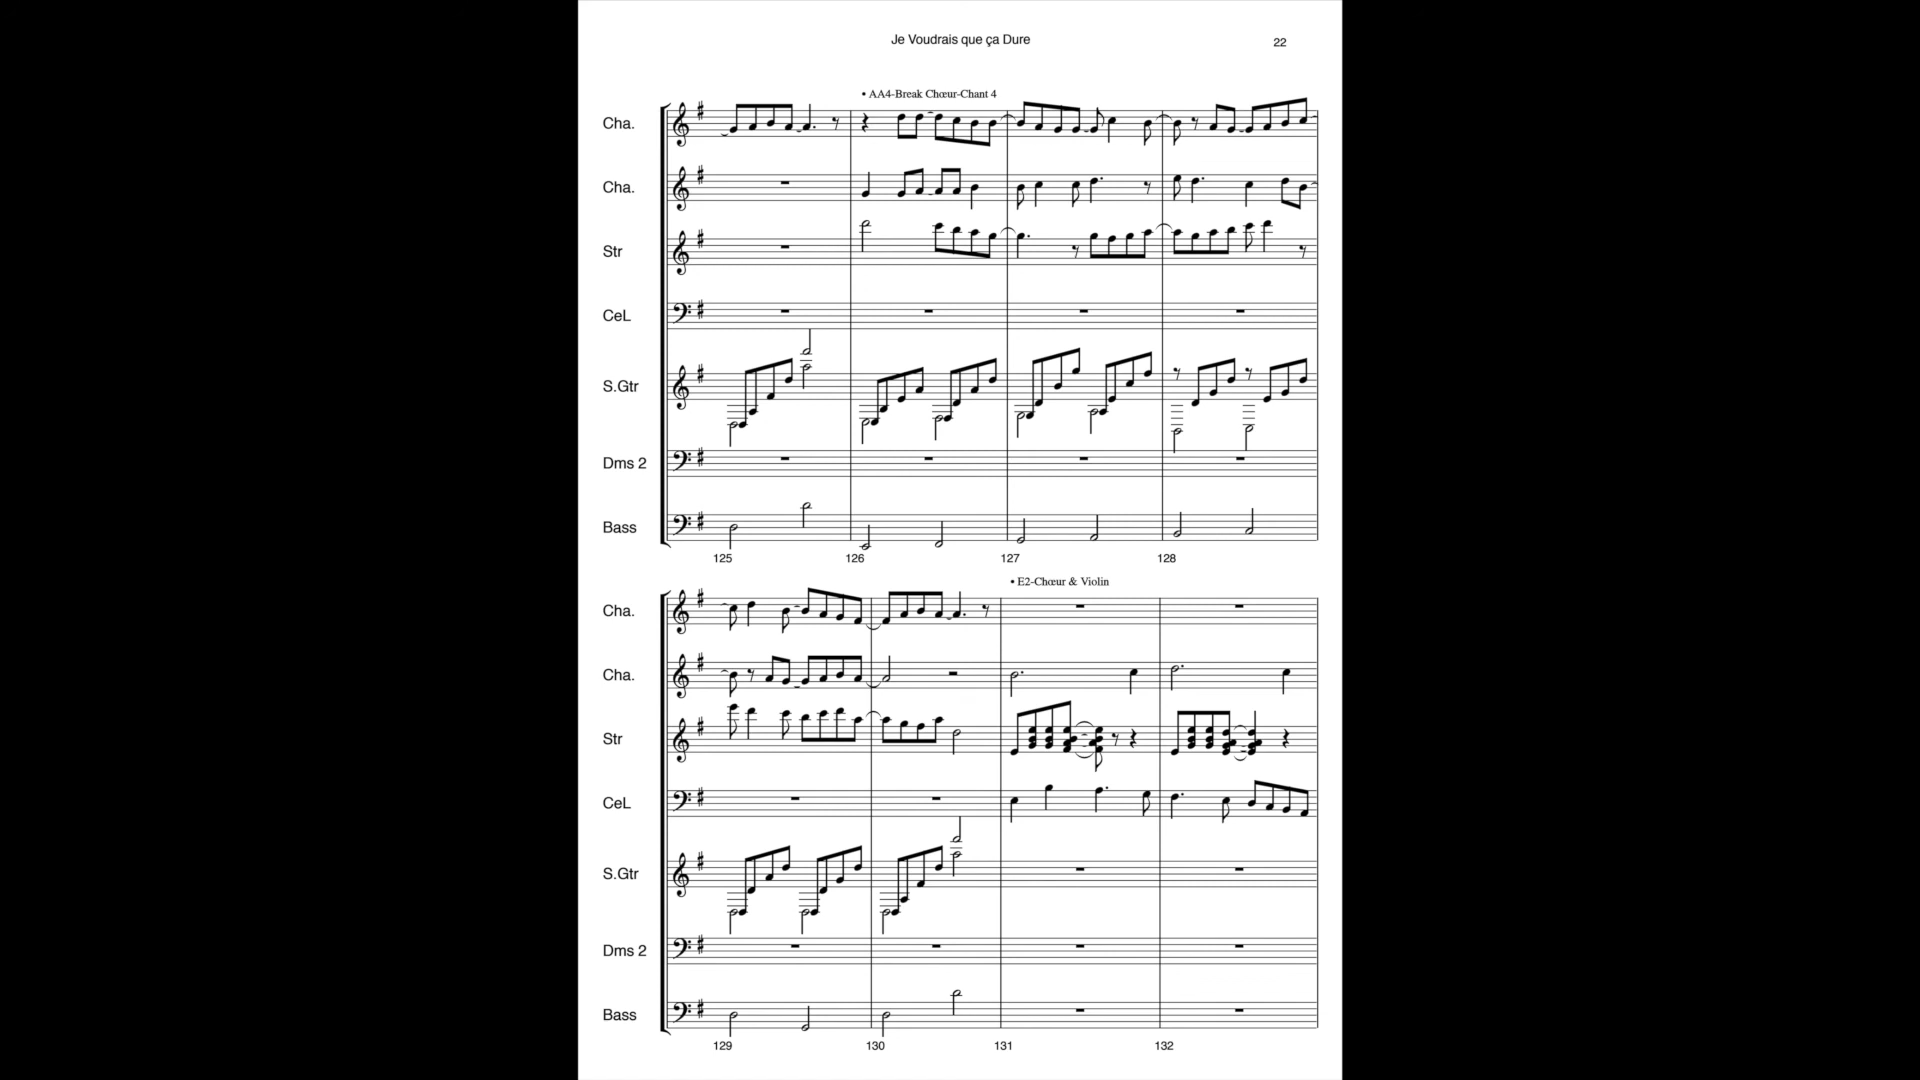 Je Voudrais que ça Dure
22
• AA4-Break Chœur-Chant 4
Cha.
Cha.
Str
CeL
S.Gtr
Dms 2
Bass
125 126 127 128
• E2-Chœur & Violin
Cha.
Cha.
Str
CeL
S.Gtr
Dms 2
Bass
129 130 131 132